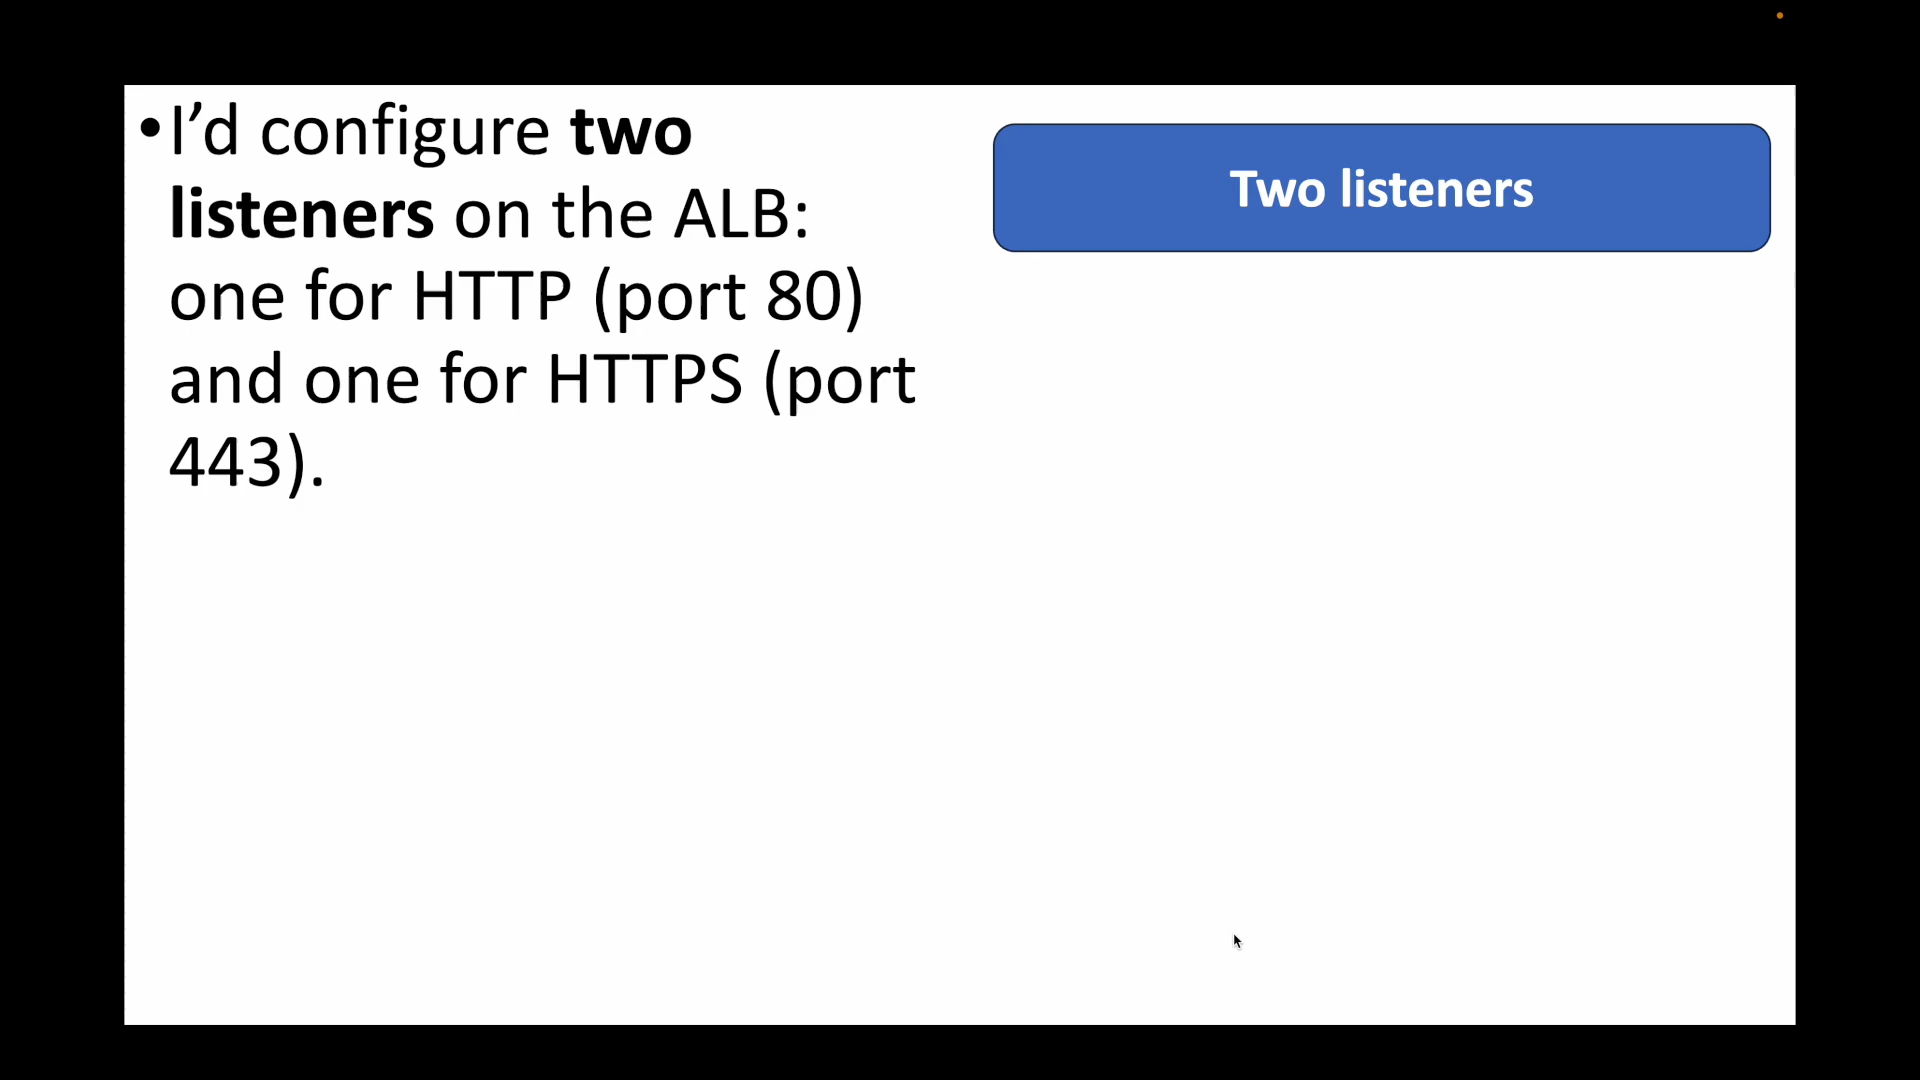 •I’d configure two
listeners on the ALB:
one for HTTP (port 80)
and one for HTTPS (port
443).
Two listeners